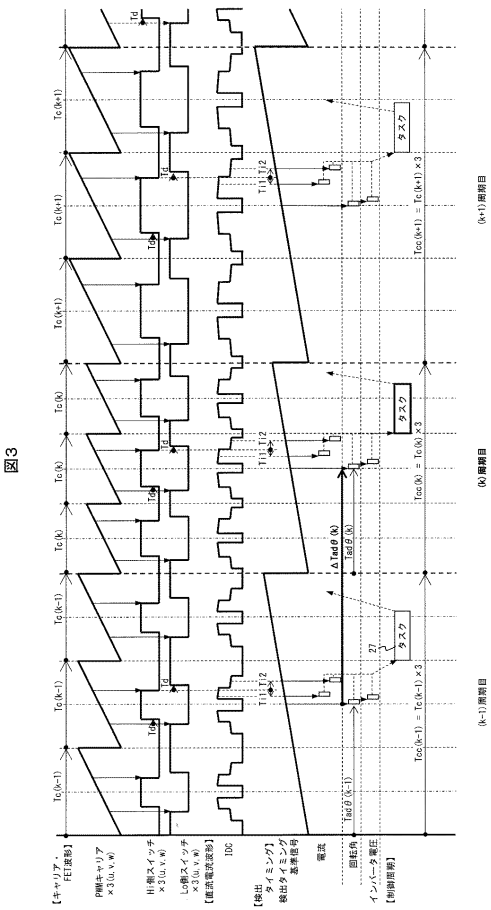 図3
【キャリア・
FET波形】
PWMキャリア
×3(u,v,w)
Hi側スイッチ
×3(u,v,w)
Lo側スイッチ
×3(u,v,w)
【直流電流波形】
IDC
【検出
タイミング】
検出タイミング
基準信号
電流
回転角
インバータ電圧
【制御周期】
Tc(k-1)
Tc(k-1)
Tc(k-1)
Tc(k)
Tc(k)
Tc(k)
Tc(k+1)
Tc(k+1)
Tc(k+1)
Td
Td
Td
Td
Td
Td
Td
Ti1
Ti2
Ti1
Ti2
Ti1
Ti2
Tadθ(k-1)
ΔTadθ(k)
Tadθ(k)
27
タスク
タスク
タスク
Tcc(k-1) = Tc(k-1)×3
Tcc(k) = Tc(k)×3
Tcc(k+1) = Tc(k+1)×3
(k-1)周期目
(k)周期目
(k+1)周期目